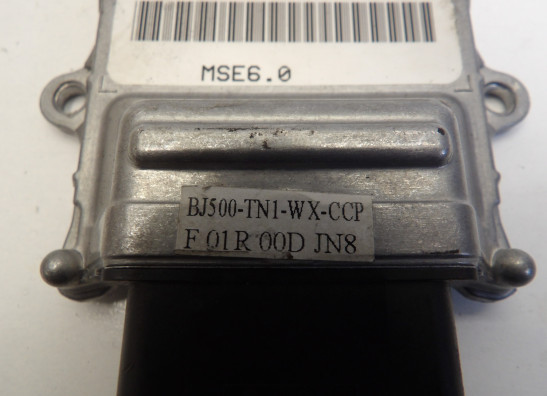 MSE6.0
BJ500-TN1-WX-CCP
F 01R 00D JN8